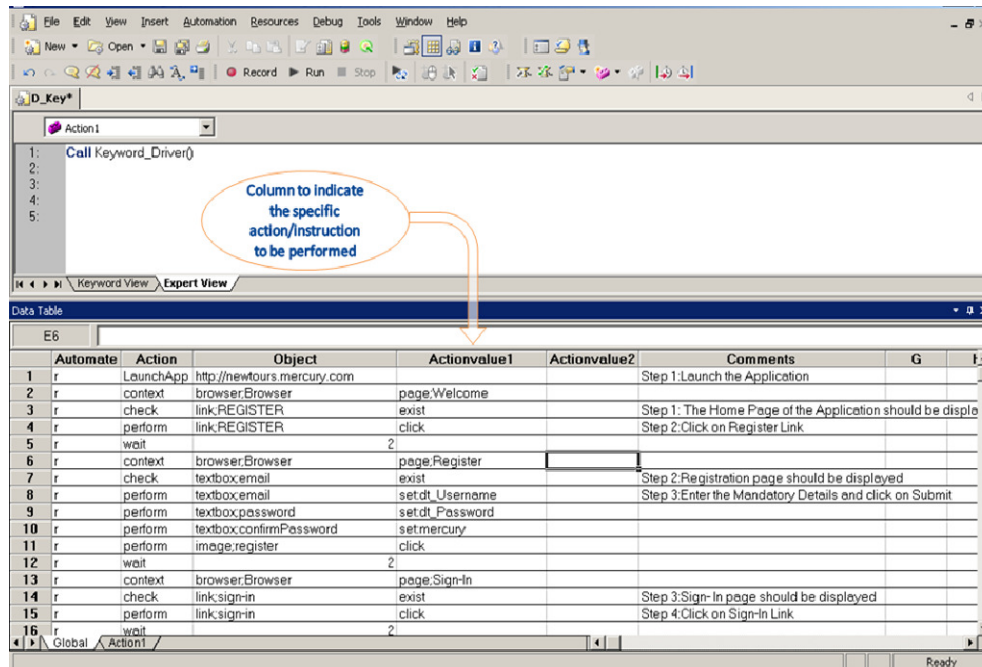 File Edit View Insert Automation Resources Debug Tools Window Help
New Open
Record Run Stop
D_Key*
Action1
1: Call Keyword_Driver()
2:
3:
4:
5:
Column to indicate
the specific
action/instruction
to be performed
Keyword View Expert View
Data Table
E6
Automate Action Object Actionvalue1 Actionvalue2 Comments G
1 r LaunchApp http://newtours.mercury.com Step 1:Launch the Application
2 r context browser;Browser page;Welcome
3 r check link;REGISTER exist Step 1: The Home Page of the Application should be displa
4 r perform link;REGISTER click Step 2:Click on Register Link
5 r wait 2
6 r context browser;Browser page;Register
7 r check textbox;email exist Step 2:Registration page should be displayed
8 r perform textbox;email set:dt_Username Step 3:Enter the Mandatory Details and click on Submit
9 r perform textbox;password set:dt_Password
10 r perform textbox;confirmPassword set:mercury
11 r perform image;register click
12 r wait 2
13 r context browser;Browser page;Sign-In
14 r check link;sign-in exist Step 3:Sign-In page should be displayed
15 r perform link;sign-in click Step 4:Click on Sign-In Link
16 r wait 2
Global Action1
Ready